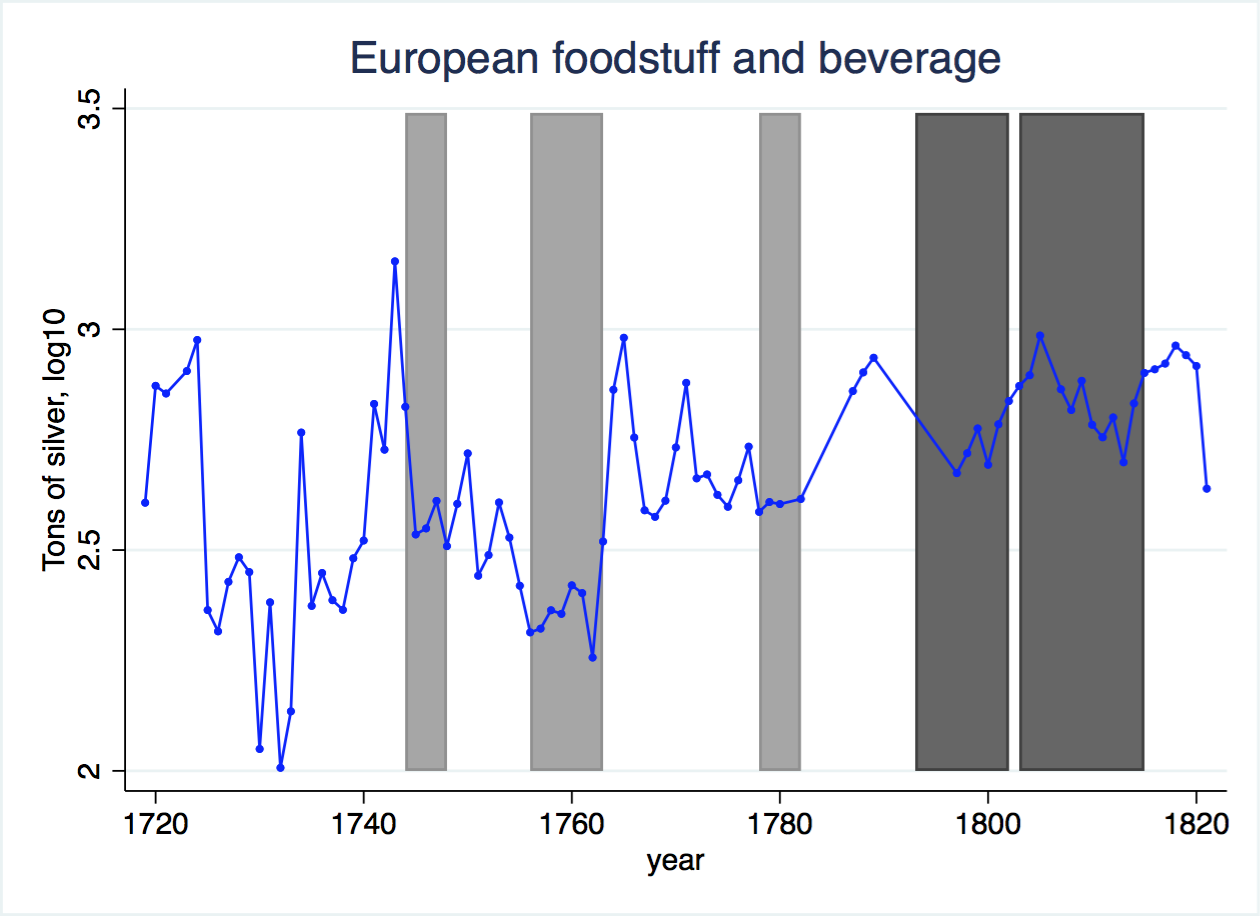 European foodstuff and beverage
Tons of silver, log10
3.5
3
2.5
2
1720 1740 1760 1780 1800 1820
year